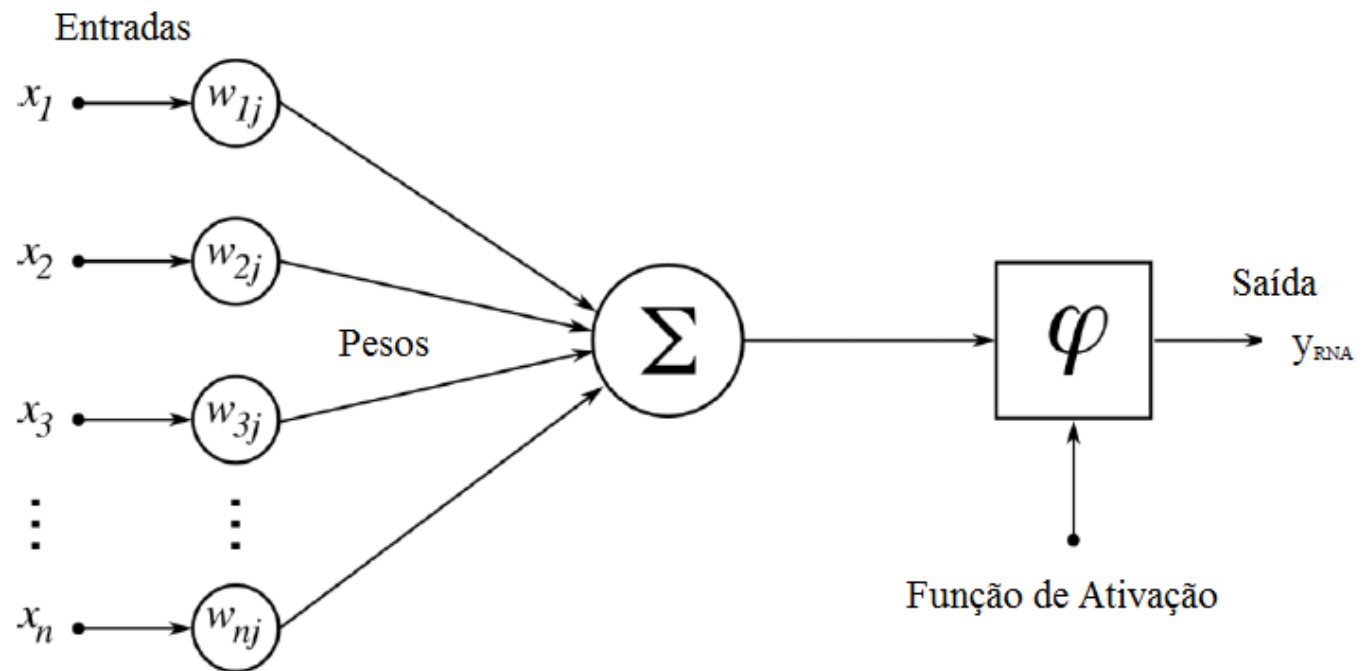 Entradas
x1 w1j
x2 w2j
Pesos
Σ φ
Saída
yRNA
x3 w3j
⋮ ⋮
xn wnj
Função de Ativação